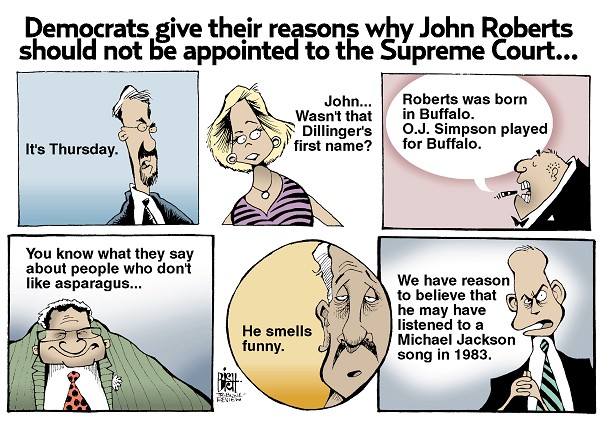 Democrats give their reasons why John Roberts
should not be appointed to the Supreme Court...
It's Thursday.
John...
Wasn't that
Dillinger's
first name?
Roberts was born
in Buffalo.
O.J. Simpson played
for Buffalo.
You know what they say
about people who don't
like asparagus...
He smells
funny.
We have reason
to believe that
he may have
listened to a
Michael Jackson
song in 1983.
TRIBUNE
REVIEW